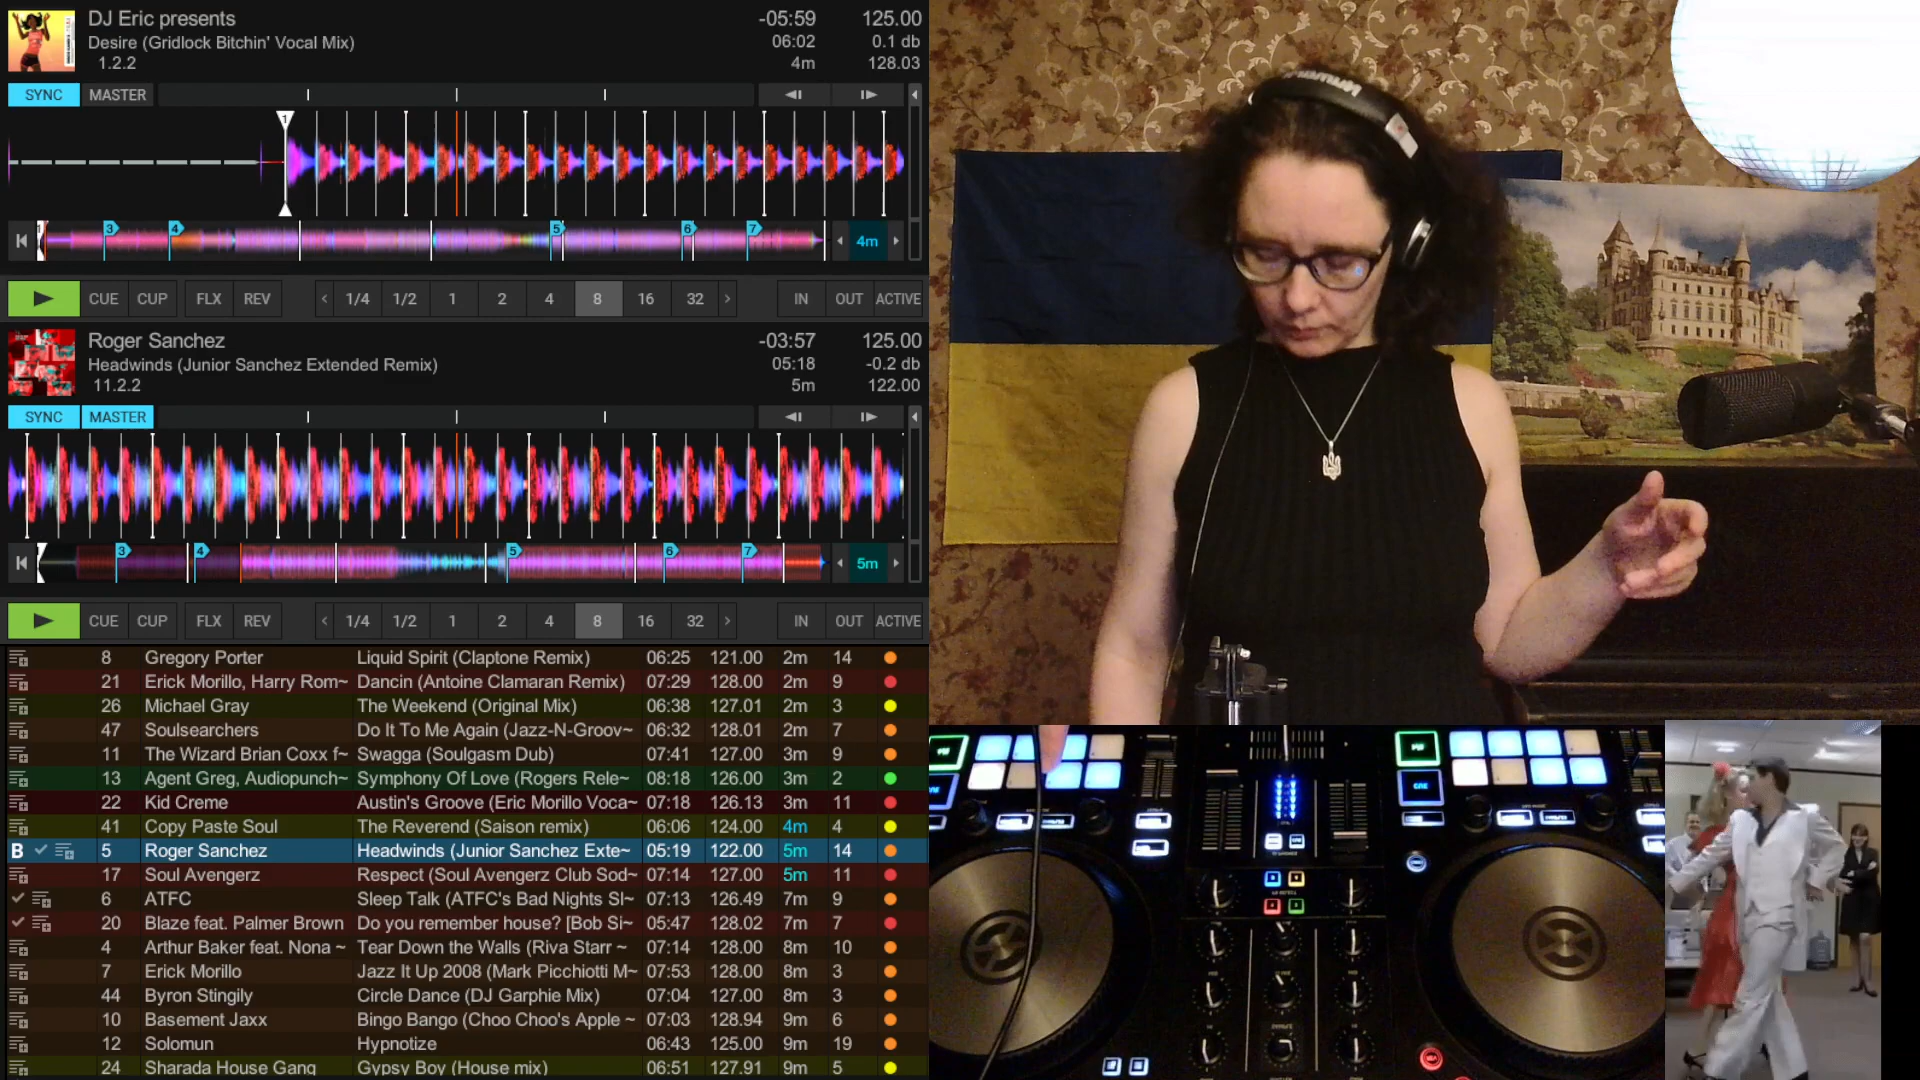 DJ Eric presents -05:59 125.00
Desire (Gridlock Bitchin' Vocal Mix) 06:02 0.1 db
1.2.2 4m 128.03
SYNC MASTER
1
3 4 5 6 7 4m
CUE CUP FLX REV 1/4 1/2 1 2 4 8 16 32 IN OUT ACTIVE
Roger Sanchez -03:57 125.00
Headwinds (Junior Sanchez Extended Remix) 05:18 -0.2 db
11.2.2 5m 122.00
SYNC MASTER
3 4 5 6 7 5m
CUE CUP FLX REV 1/4 1/2 1 2 4 8 16 32 IN OUT ACTIVE
8 Gregory Porter Liquid Spirit (Claptone Remix) 06:25 121.00 2m 14
21 Erick Morillo, Harry Rom~ Dancin (Antoine Clamaran Remix) 07:29 128.00 2m 9
26 Michael Gray The Weekend (Original Mix) 06:38 127.01 2m 3
47 Soulsearchers Do It To Me Again (Jazz-N-Groov~ 06:32 128.01 2m 7
11 The Wizard Brian Coxx f~ Swagga (Soulgasm Dub) 07:41 127.00 3m 9
13 Agent Greg, Audiopunch~ Symphony Of Love (Rogers Rele~ 08:18 126.00 3m 2
22 Kid Creme Austin's Groove (Eric Morillo Voca~ 07:18 126.13 3m 11
41 Copy Paste Soul The Reverend (Saison remix) 06:06 124.00 4m 4
B 5 Roger Sanchez Headwinds (Junior Sanchez Exte~ 05:19 122.00 5m 14
17 Soul Avengerz Respect (Soul Avengerz Club Sod~ 07:14 127.00 5m 11
6 ATFC Sleep Talk (ATFC's Bad Nights Sl~ 07:13 126.49 7m 9
20 Blaze feat. Palmer Brown Do you remember house? [Bob Si~ 05:47 128.02 7m 7
4 Arthur Baker feat. Nona ~ Tear Down the Walls (Riva Starr ~ 07:14 128.00 8m 10
7 Erick Morillo Jazz It Up 2008 (Mark Picchiotti M~ 07:53 128.00 8m 3
44 Byron Stingily Circle Dance (DJ Garphie Mix) 07:04 127.00 8m 3
10 Basement Jaxx Bingo Bango (Choo Choo's Apple ~ 07:03 128.94 9m 6
12 Solomun Hypnotize 06:43 125.00 9m 19
24 Sharada House Gang Gypsy Boy (House mix) 06:51 127.91 9m 5